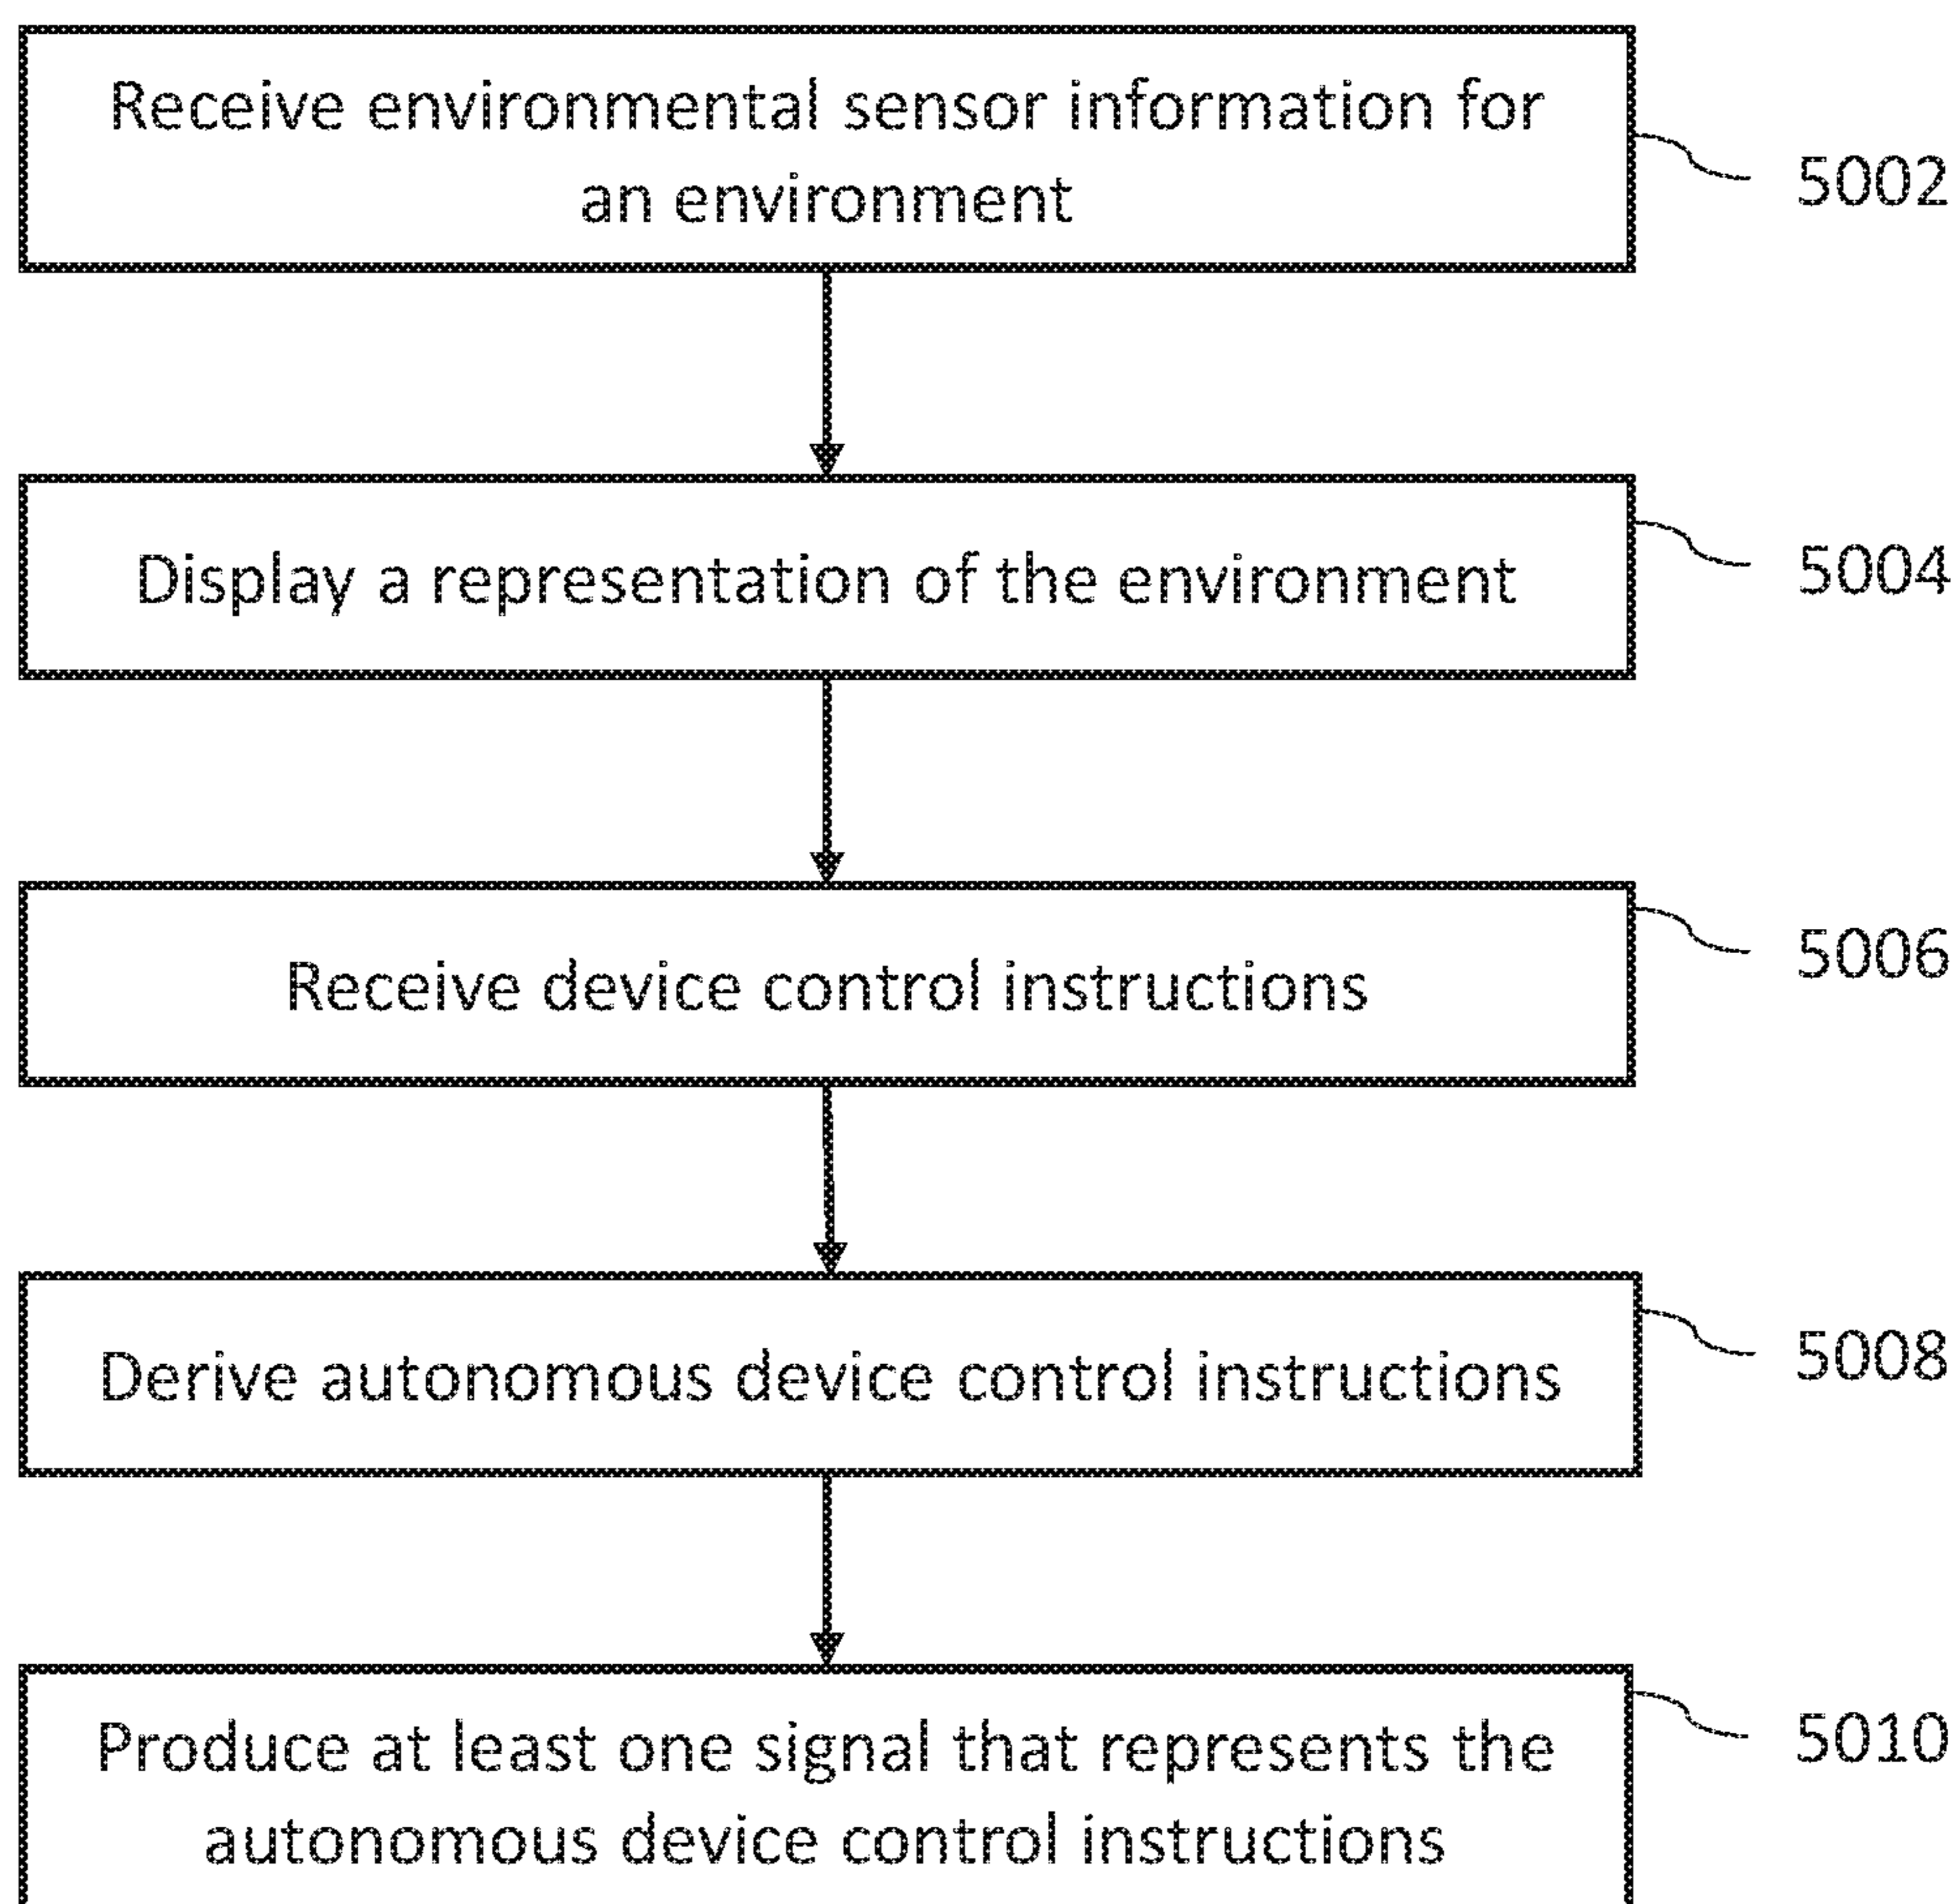 Receive environmental sensor information for
an environment
5002
Display a representation of the environment
5004
Receive device control instructions
5006
Derive autonomous device control instructions
5008
Produce at least one signal that represents the
autonomous device control instructions
5010